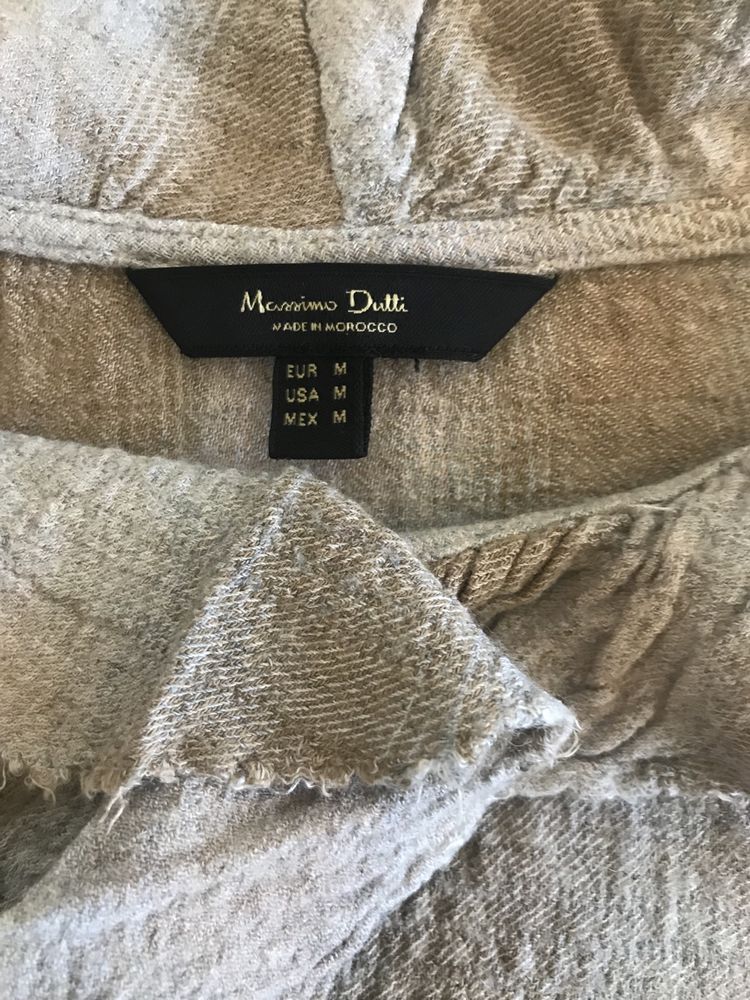 Massimo Dutti
MADE IN MOROCCO
EUR M
USA M
MEX M